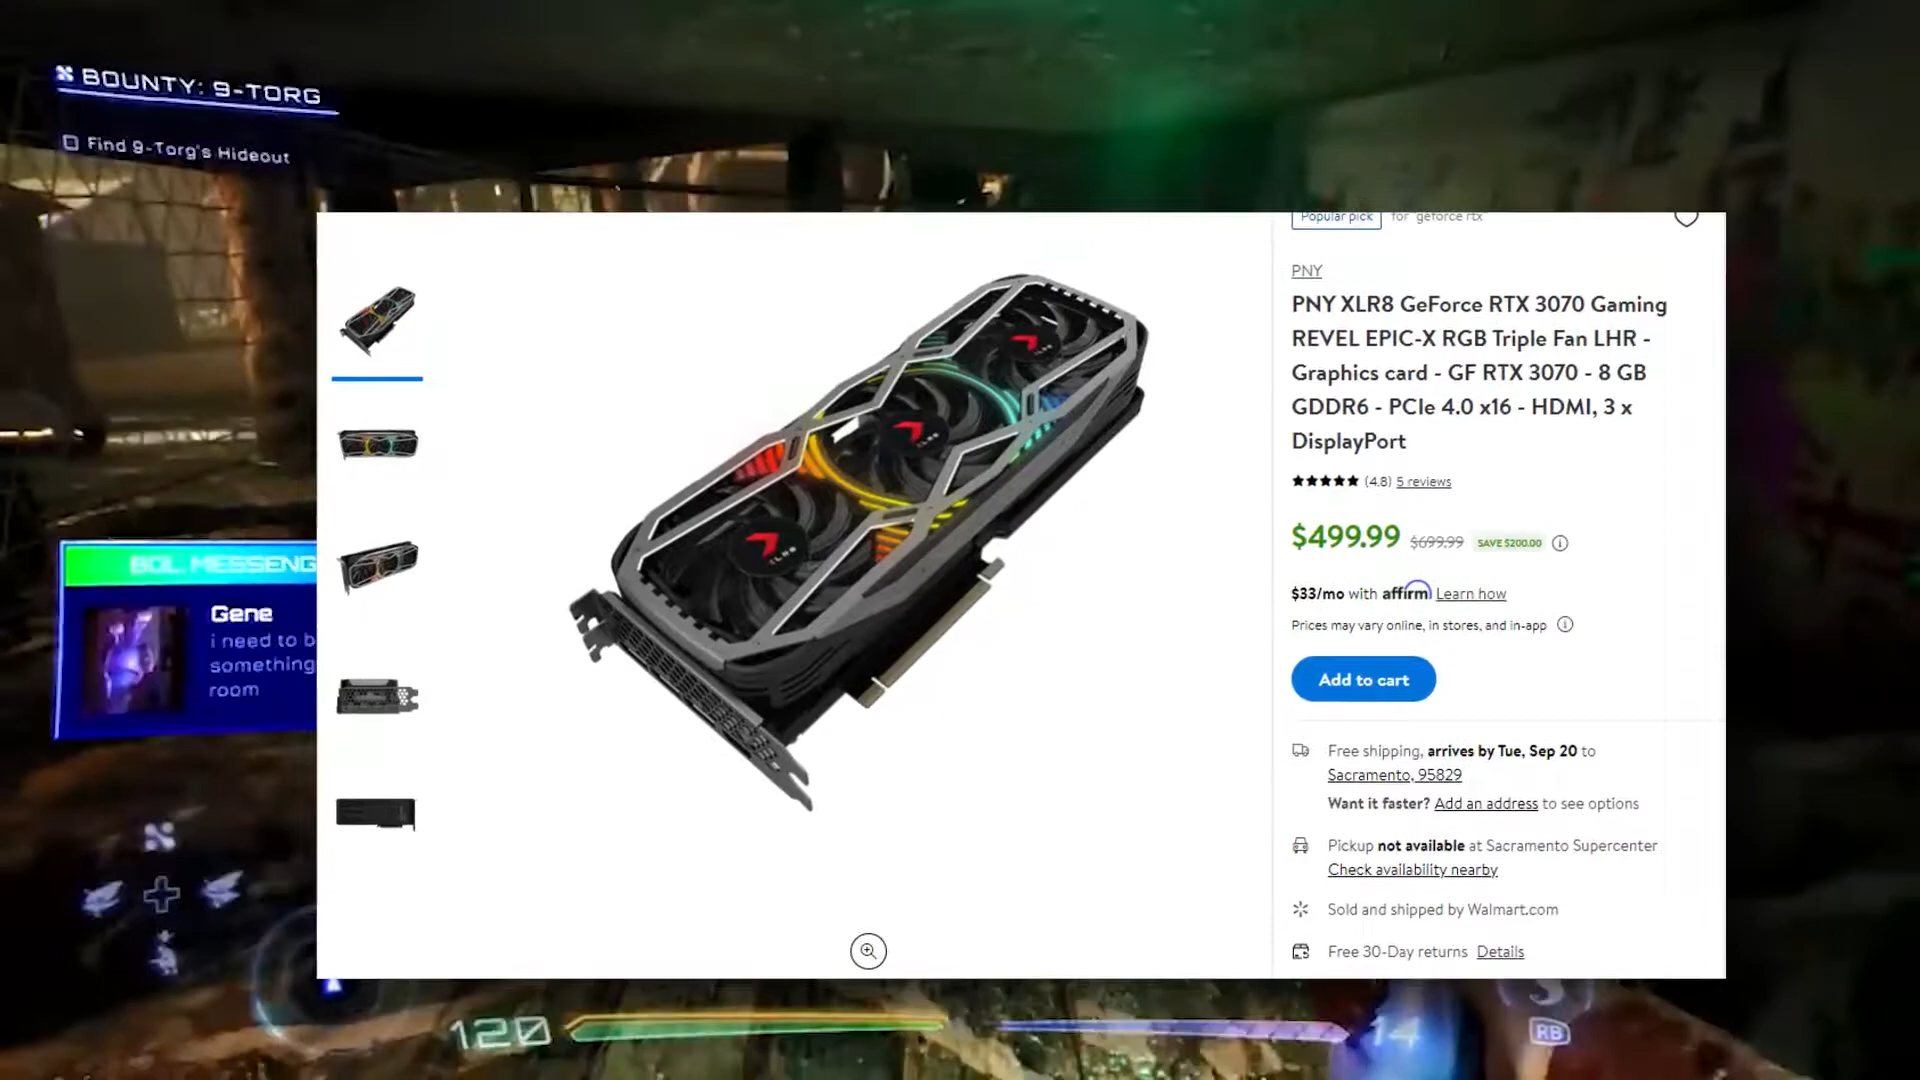 BOUNTY: 9-TORG
Find 9-Torg's Hideout
BOL MESSENG
Gene
i need to b
something
room
120
14
RB
Popular pick for "geforce rtx"
PNY
PNY XLR8 GeForce RTX 3070 Gaming
REVEL EPIC-X RGB Triple Fan LHR -
Graphics card - GF RTX 3070 - 8 GB
GDDR6 - PCIe 4.0 x16 - HDMI, 3 x
DisplayPort
(4.8) 5 reviews
$499.99 $699.99 SAVE $200.00
$33/mo with affirm Learn how
Prices may vary online, in stores, and in-app
Add to cart
Free shipping, arrives by Tue, Sep 20 to
Sacramento, 95829
Want it faster? Add an address to see options
Pickup not available at Sacramento Supercenter
Check availability nearby
Sold and shipped by Walmart.com
Free 30-Day returns Details